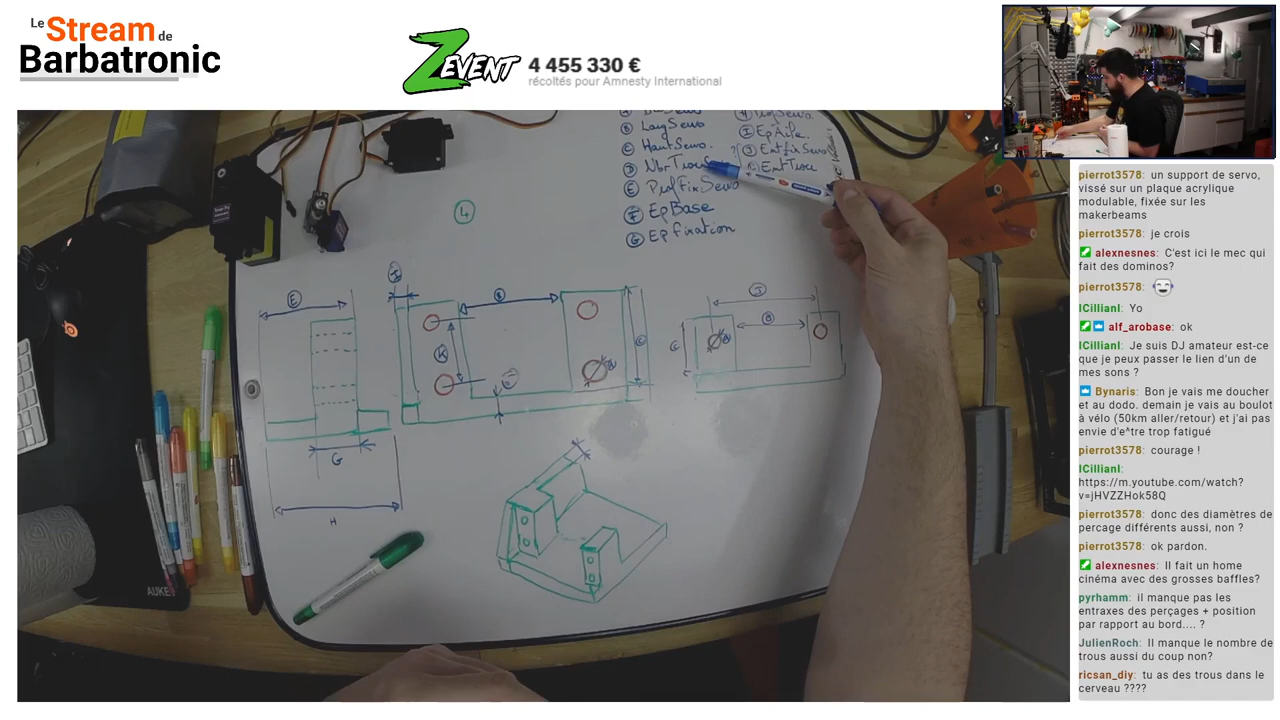 Le Stream de
Barbatronic
ZEVENT
4 455 330 €
récoltés pour Amnesty International
B LargServo
C HautServo.
D
E ProfFixServo
F EpBase
G EpFixation
I EpAile
J EntFixServo
EntTrou
4
E
I
B
K
C
G
H
J
B
C
AUKEY
pierrot3578: un support de servo,
vissé sur un plaque acrylique
modulable, fixée sur les
makerbeams
pierrot3578: je crois
alexnesnes: C'est ici le mec qui
fait des dominos?
pierrot3578:
lCillianl: Yo
alf_arobase: ok
lCillianl: Je suis DJ amateur est-ce
que je peux passer le lien d'un de
mes sons ?
Bynaris: Bon je vais me doucher
et au dodo. demain je vais au boulot
à vélo (50km aller/retour) et j'ai pas
envie d'e^tre trop fatigué
pierrot3578: courage !
lCillianl:
https://m.youtube.com/watch?
v=jHVZZHok58Q
pierrot3578: donc des diamètres de
percage différents aussi, non ?
pierrot3578: ok pardon.
alexnesnes: Il fait un home
cinéma avec des grosses baffles?
pyrhamm: il manque pas les
entraxes des perçages + position
par rapport au bord.... ?
JulienRoch: Il manque le nombre de
trous aussi du coup non?
ricsan_diy: tu as des trous dans le
cerveau ????